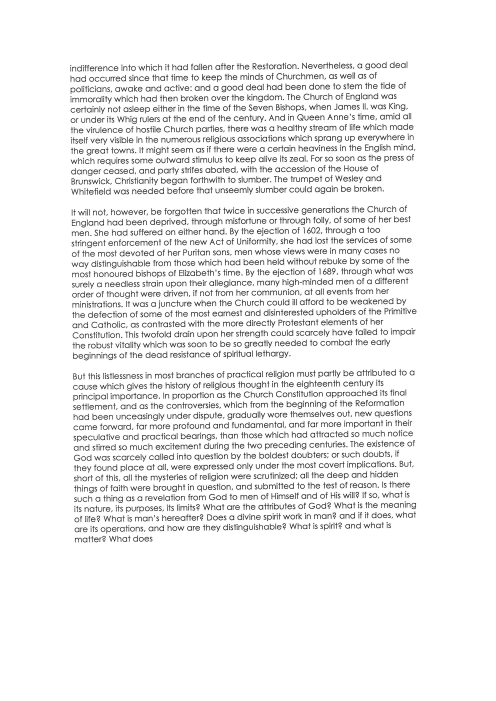 indifference into which it had fallen after the Restoration. Nevertheless, a good deal
had occurred since that time to keep the minds of Churchmen, as well as of
politicians, awake and active: and a good deal had been done to stem the tide of
immorality which had then broken over the kingdom. The Church of England was
certainly not asleep either in the time of the Seven Bishops, when James II. was King,
or under its Whig rulers at the end of the century. And in Queen Anne's time, amid all
the virulence of hostile Church parties, there was a healthy stream of life which made
itself very visible in the numerous religious associations which sprang up everywhere in
the great towns. It might seem as if there were a certain heaviness in the English mind,
which requires some outward stimulus to keep alive its zeal. For so soon as the press of
danger ceased, and party strifes abated, with the accession of the House of
Brunswick, Christianity began forthwith to slumber. The trumpet of Wesley and
Whitefield was needed before that unseemly slumber could again be broken.

It will not, however, be forgotten that twice in successive generations the Church of
England had been deprived, through misfortune or through folly, of some of her best
men. She had suffered on either hand. By the ejection of 1602, through a too
stringent enforcement of the new Act of Uniformity, she had lost the services of some
of the most devoted of her Puritan sons, men whose views were in many cases no
way distinguishable from those which had been held without rebuke by some of the
most honoured bishops of Elizabeth's time. By the ejection of 1689, through what was
surely a needless strain upon their allegiance, many high-minded men of a different
order of thought were driven, if not from her communion, at all events from her
ministrations. It was a juncture when the Church could ill afford to be weakened by
the defection of some of the most earnest and disinterested upholders of the Primitive
and Catholic, as contrasted with the more directly Protestant elements of her
Constitution. This twofold drain upon her strength could scarcely have failed to impair
the robust vitality which was soon to be so greatly needed to combat the early
beginnings of the dead resistance of spiritual lethargy.

But this listlessness in most branches of practical religion must partly be attributed to a
cause which gives the history of religious thought in the eighteenth century its
principal importance. In proportion as the Church Constitution approached its final
settlement, and as the controversies, which from the beginning of the Reformation
had been unceasingly under dispute, gradually wore themselves out, new questions
came forward, far more profound and fundamental, and far more important in their
speculative and practical bearings, than those which had attracted so much notice
and stirred so much excitement during the two preceding centuries. The existence of
God was scarcely called into question by the boldest doubters; or such doubts, if
they found place at all, were expressed only under the most covert implications. But,
short of this, all the mysteries of religion were scrutinized; all the deep and hidden
things of faith were brought in question, and submitted to the test of reason. Is there
such a thing as a revelation from God to men of Himself and of His will? If so, what is
its nature, its purposes, its limits? What are the attributes of God? What is the meaning
of life? What is man's hereafter? Does a divine spirit work in man? and if it does, what
are its operations, and how are they distinguishable? What is spirit? and what is
matter? What does